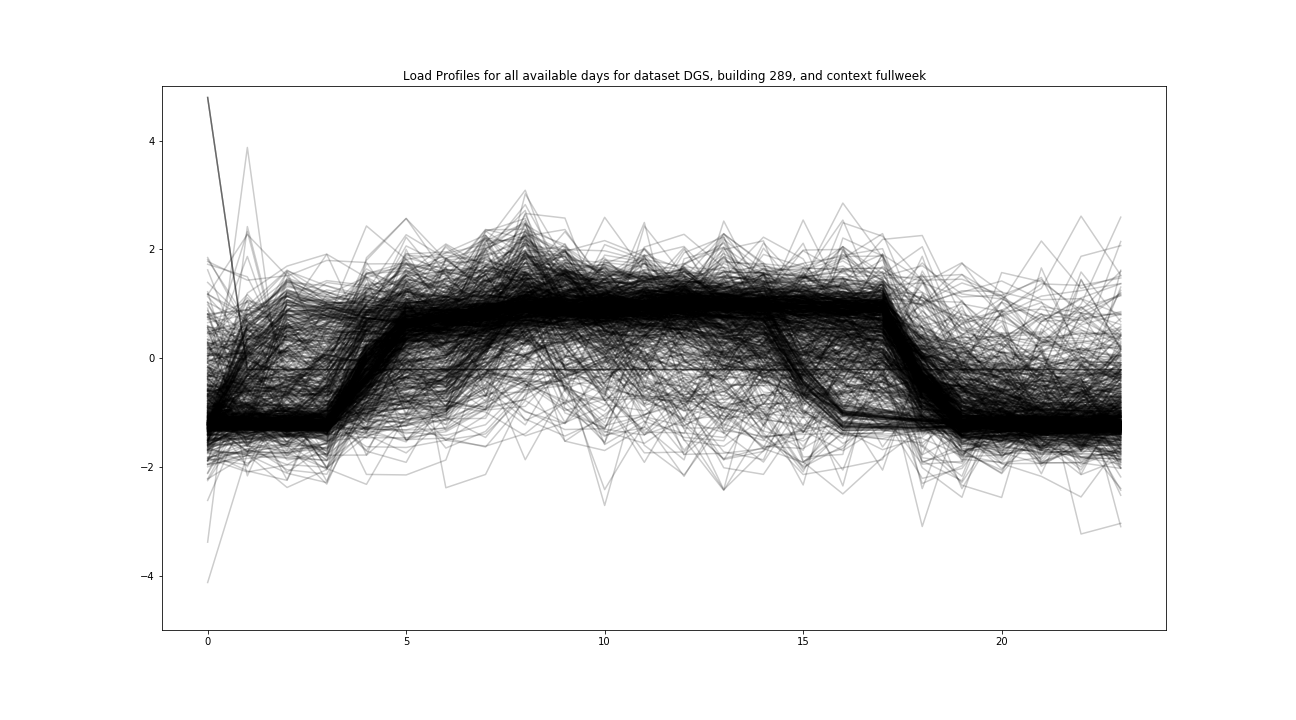 Load Profiles for all available days for dataset DGS, building 289, and context fullweek
4
2
0
−2
−4
0 5 10 15 20